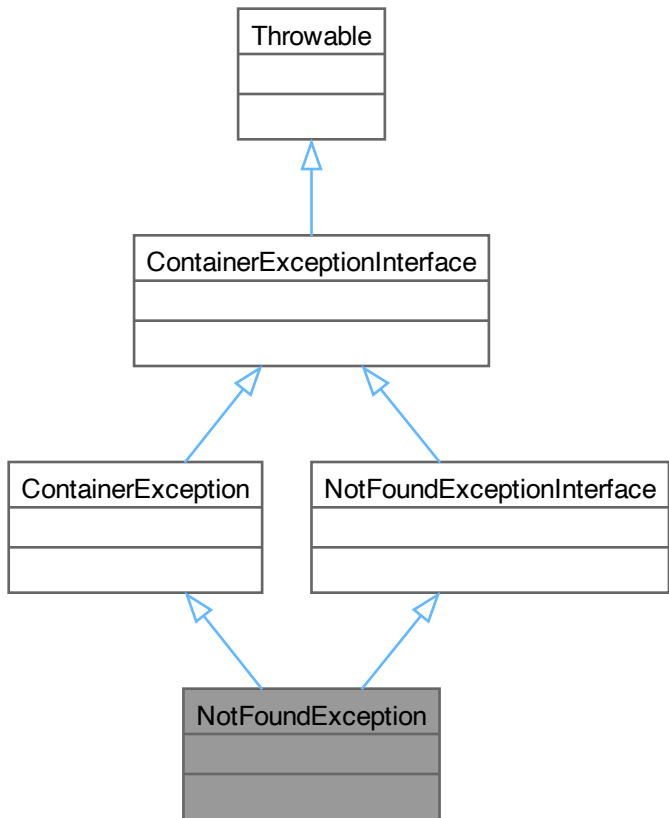 Throwable
ContainerExceptionInterface
ContainerException
NotFoundExceptionInterface
NotFoundException